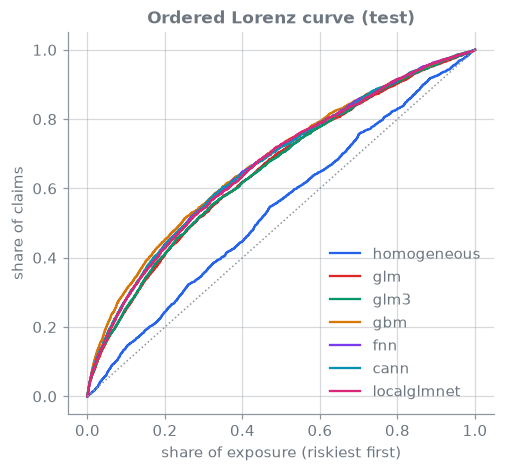 Ordered Lorenz curve (test)
1.0
0.8
0.6
0.4
0.2
0.0
share of claims
homogeneous
glm
glm3
gbm
fnn
cann
localglmnet
0.0 0.2 0.4 0.6 0.8 1.0
share of exposure (riskiest first)